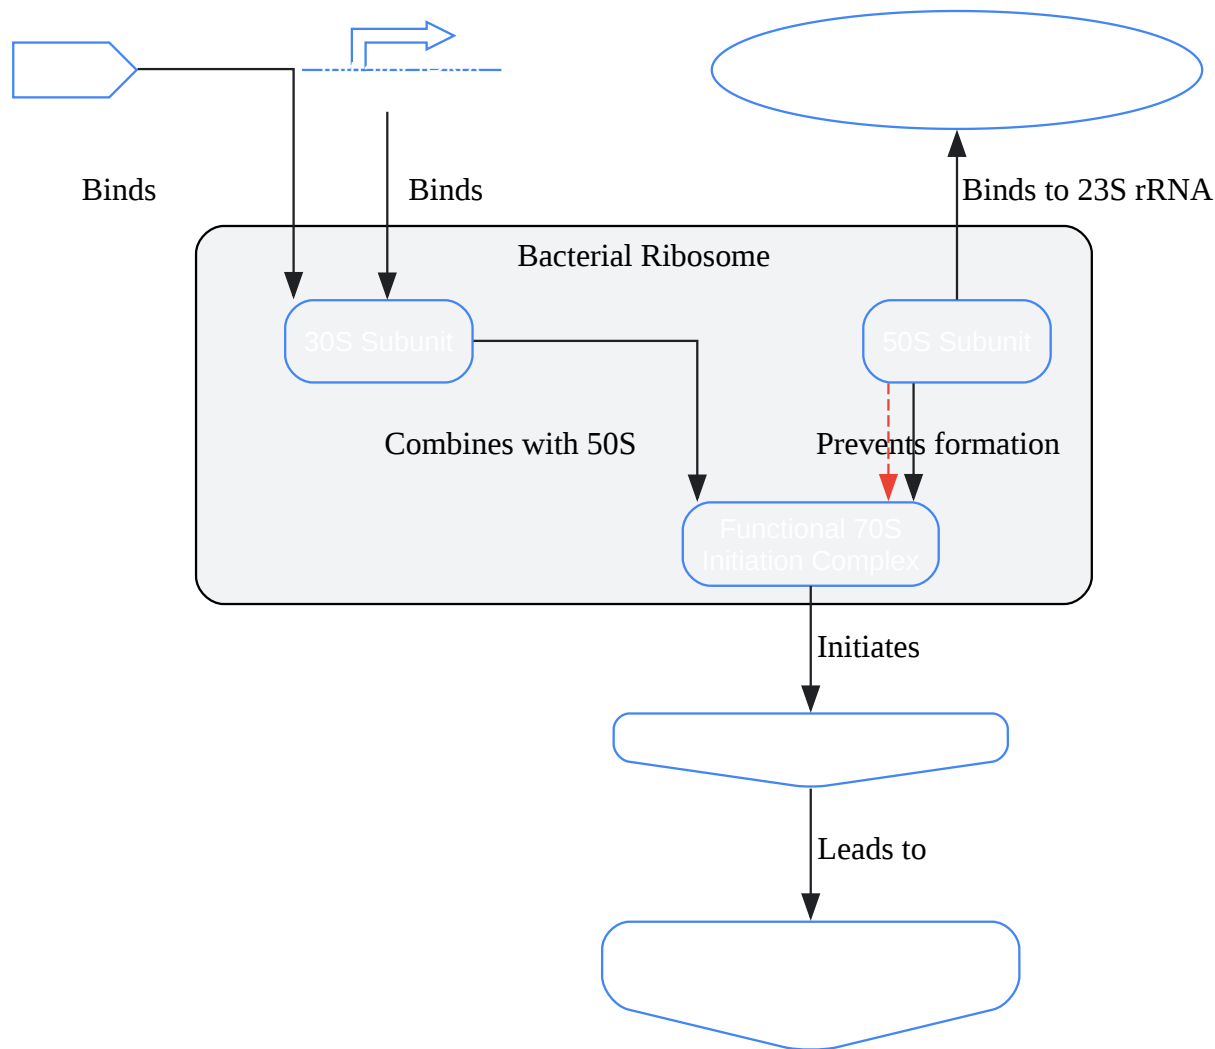 Binds
Binds
Binds to 23S rRNA
Bacterial Ribosome
30S Subunit
50S Subunit
Combines with 50S
Prevents formation
Functional 70S
Initiation Complex
Initiates
Leads to